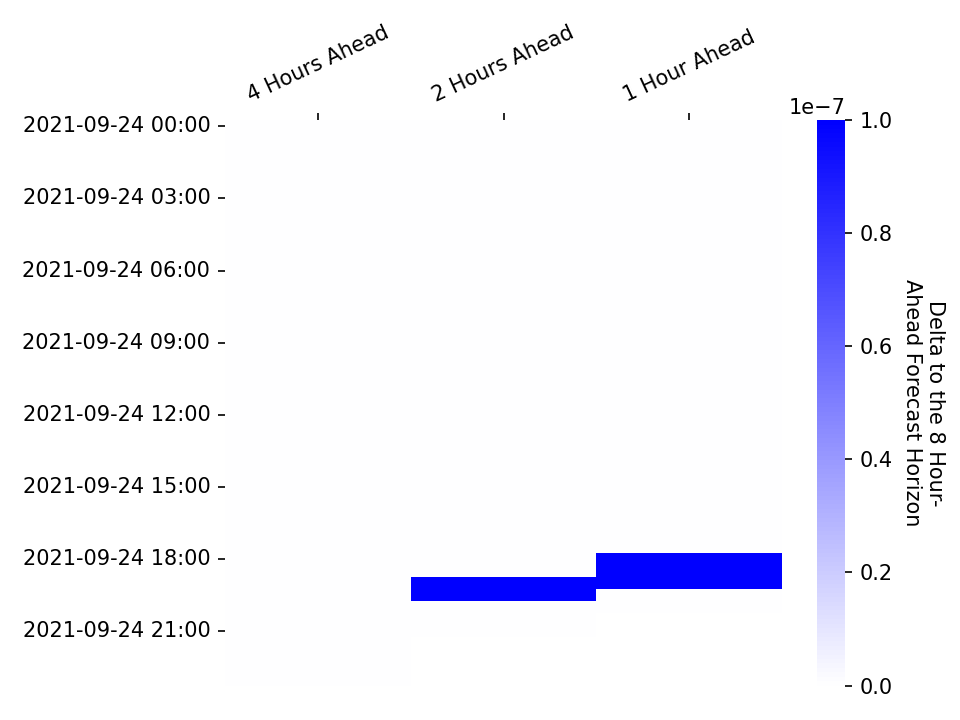 4 Hours Ahead
2 Hours Ahead
1 Hour Ahead
1e−7
2021-09-24 00:00
2021-09-24 03:00
2021-09-24 06:00
2021-09-24 09:00
2021-09-24 12:00
2021-09-24 15:00
2021-09-24 18:00
2021-09-24 21:00
1.0
0.8
0.6
0.4
0.2
0.0
Delta to the 8 Hour-
Ahead Forecast Horizon